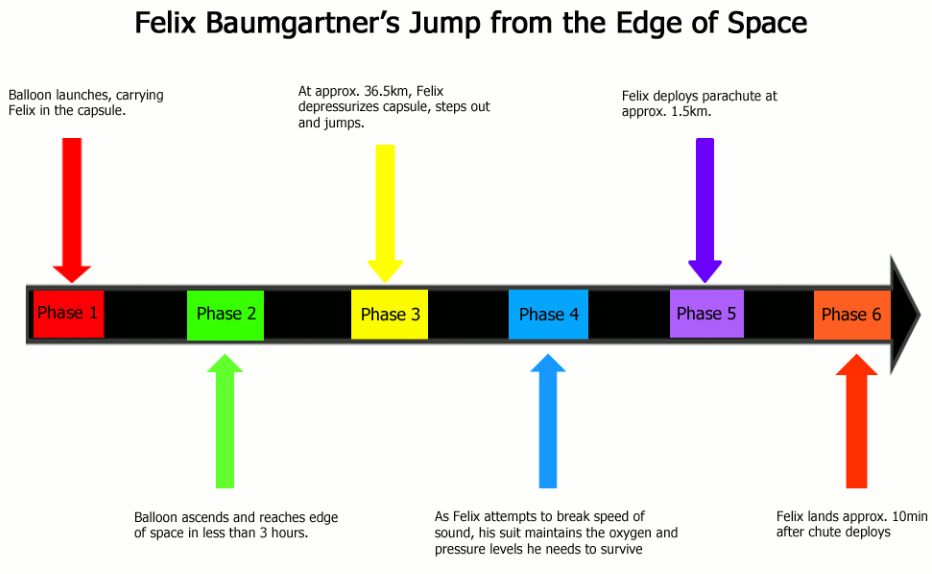 Felix Baumgartner’s Jump from the Edge of Space
Balloon launches, carrying
Felix in the capsule.
At approx. 36.5km, Felix
depressurizes capsule, steps out
and jumps.
Felix deploys parachute at
approx. 1.5km.
Phase 1
Phase 2
Phase 3
Phase 4
Phase 5
Phase 6
Balloon ascends and reaches edge
of space in less than 3 hours.
As Felix attempts to break speed of
sound, his suit maintains the oxygen and
pressure levels he needs to survive
Felix lands approx. 10min
after chute deploys